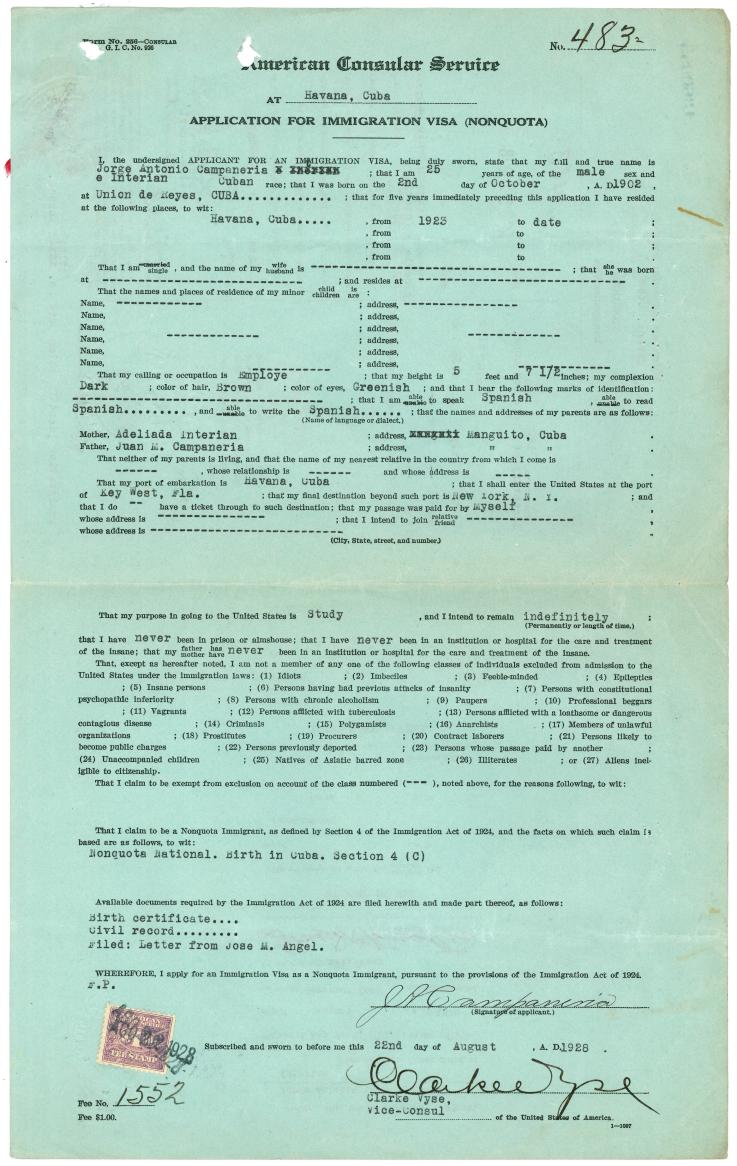 Form No. 256—CONSULAR
G. I. C. No. 926
No. 483
American Consular Service
AT Havana, Cuba
APPLICATION FOR IMMIGRATION VISA (NONQUOTA)
I, the undersigned APPLICANT FOR AN IMMIGRATION VISA, being duly sworn, state that my full and true name is
Jorge Antonio Campaneria ; that I am 25 years of age, of the male sex and
e Interian Cuban race; that I was born on the 2nd day of October , A. D. 1902 ,
at Union de Reyes, CUBA............. ; that for five years immediately preceding this application I have resided
at the following places, to wit:
Havana, Cuba..... , from 1923 to date ;
, from to ;
, from to ;
, from to ;
That I am married single , and the name of my wife husband is ------------------------------------ ; that she he was born
at -------------------------- ; and resides at --------------------------- .
That the names and places of residence of my minor child children is are :
Name, ------------- ; address, ------------------ .
Name, ; address, .
Name, ; address, .
Name, ------------- ; address, -------------- .
Name, ; address, .
Name, ------------ ; address, -------------- .
That my calling or occupation is Employe ; that my height is 5 feet and 7 1/2 inches; my complexion
Dark ; color of hair, Brown ; color of eyes, Greenish ; and that I bear the following marks of identification:
------------------------------------ ; that I am able unable to speak Spanish , able unable to read
Spanish......... , and able unable to write the Spanish...... ; that the names and addresses of my parents are as follows:
(Name of language or dialect.)
Mother, Adeliada Interian ; address, Manguito, Cuba .
Father, Juan M. Campaneria ; address, " " .
That neither of my parents is living, and that the name of my nearest relative in the country from which I come is
------- , whose relationship is ------ and whose address is ----- .
That my port of embarkation is Havana, Cuba ; that I shall enter the United States at the port
of Key West, Fla. ; that my final destination beyond such port is New York, N. Y. ; and
that I do -- have a ticket through to such destination; that my passage was paid for by Myself ,
whose address is ---------------- ; that I intend to join relative friend -------------------- ,
whose address is -------------------------
(City, State, street, and number.)
That my purpose in going to the United States is Study , and I intend to remain indefinitely ;
(Permanently or length of time.)
that I have never been in prison or almshouse; that I have never been in an institution or hospital for the care and treatment
of the insane; that my father mother has have never been in an institution or hospital for the care and treatment of the insane.
That, except as hereafter noted, I am not a member of any one of the following classes of individuals excluded from admission to the
United States under the immigration laws: (1) Idiots ; (2) Imbeciles ; (3) Feeble-minded ; (4) Epileptics
; (5) Insane persons ; (6) Persons having had previous attacks of insanity ; (7) Persons with constitutional
psychopathic inferiority ; (8) Persons with chronic alcoholism ; (9) Paupers ; (10) Professional beggars
; (11) Vagrants ; (12) Persons afflicted with tuberculosis ; (13) Persons afflicted with a loathsome or dangerous
contagious disease ; (14) Criminals ; (15) Polygamists ; (16) Anarchists ; (17) Members of unlawful
organizations ; (18) Prostitutes ; (19) Procurers ; (20) Contract laborers ; (21) Persons likely to
become public charges ; (22) Persons previously deported ; (23) Persons whose passage paid by another ;
(24) Unaccompanied children ; (25) Natives of Asiatic barred zone ; (26) Illiterates ; or (27) Aliens inel-
igible to citizenship.
That I claim to be exempt from exclusion on account of the class numbered (--- ), noted above, for the reasons following, to wit:
That I claim to be a Nonquota Immigrant, as defined by Section 4 of the Immigration Act of 1924, and the facts on which such claim is
based are as follows, to wit:
Nonquota National. Birth in Cuba. Section 4 (C)
Available documents required by the Immigration Act of 1924 are filed herewith and made part thereof, as follows:
Birth certificate....
Civil record.........
Filed: Letter from Jose M. Angel.
WHEREFORE, I apply for an Immigration Visa as a Nonquota Immigrant, pursuant to the provisions of the Immigration Act of 1924.
F.P.
J A Campaneria
(Signature of applicant.)
FEE STAMP
1928
Subscribed and sworn to before me this 22nd day of August , A. D. 1928 .
Clarke Vyse
Clarke Vyse,
Vice-Consul of the United States of America.
Fee No. 1552
Fee $1.00.
1—1087